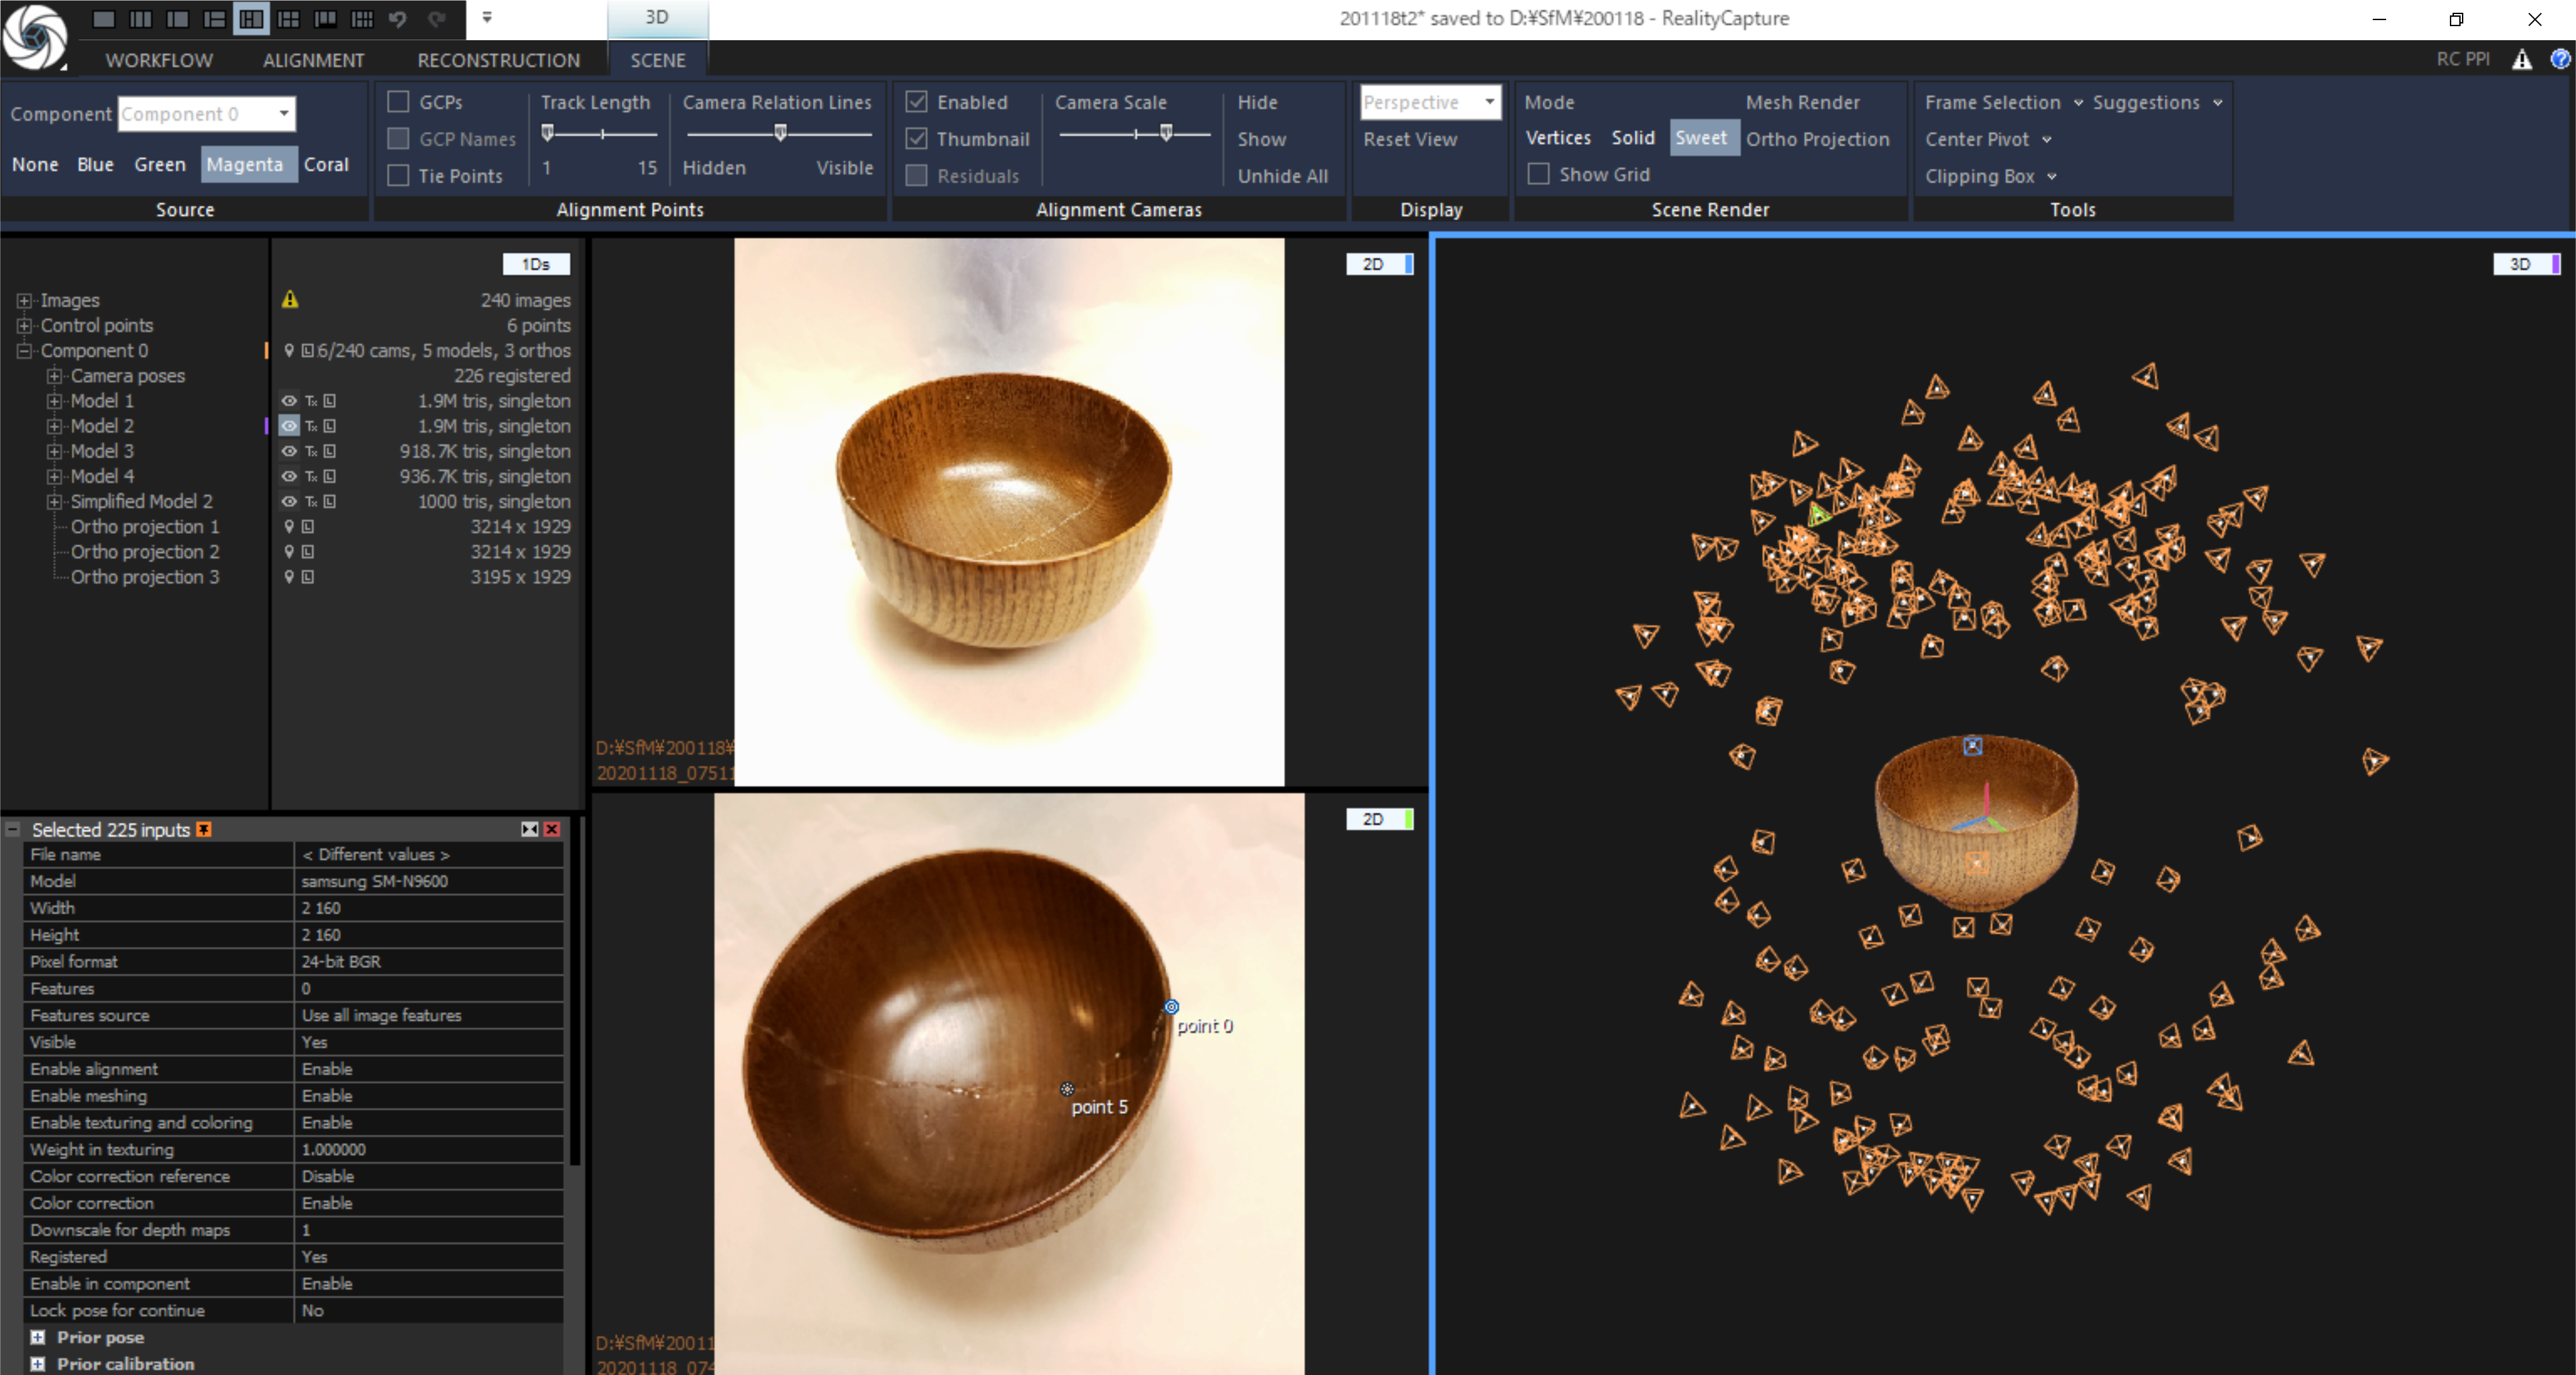 3D
201118t2* saved to D:¥SfM¥200118 - RealityCapture
WORKFLOW ALIGNMENT RECONSTRUCTION SCENE
RC PPI
Component Component 0
None Blue Green Magenta Coral
Source
GCPs
GCP Names
Tie Points
Track Length
1 15
Camera Relation Lines
Hidden Visible
Alignment Points
Enabled
Thumbnail
Residuals
Camera Scale
Hide
Show
Unhide All
Alignment Cameras
Perspective
Reset View
Display
Mode
Vertices Solid Sweet
Show Grid
Mesh Render
Ortho Projection
Scene Render
Frame Selection Suggestions
Center Pivot
Clipping Box
Tools
1Ds
Images 240 images
Control points 6 points
Component 0 6/240 cams, 5 models, 3 orthos
Camera poses 226 registered
Model 1 1.9M tris, singleton
Model 2 1.9M tris, singleton
Model 3 918.7K tris, singleton
Model 4 936.7K tris, singleton
Simplified Model 2 1000 tris, singleton
Ortho projection 1 3214 x 1929
Ortho projection 2 3214 x 1929
Ortho projection 3 3195 x 1929
Selected 225 inputs
File name < Different values >
Model samsung SM-N9600
Width 2 160
Height 2 160
Pixel format 24-bit BGR
Features 0
Features source Use all image features
Visible Yes
Enable alignment Enable
Enable meshing Enable
Enable texturing and coloring Enable
Weight in texturing 1.000000
Color correction reference Disable
Color correction Enable
Downscale for depth maps 1
Registered Yes
Enable in component Enable
Lock pose for continue No
Prior pose
Prior calibration
2D
D:¥SfM¥200118¥
20201118_07511
2D
point 0
point 5
D:¥SfM¥20011
20201118_074
3D